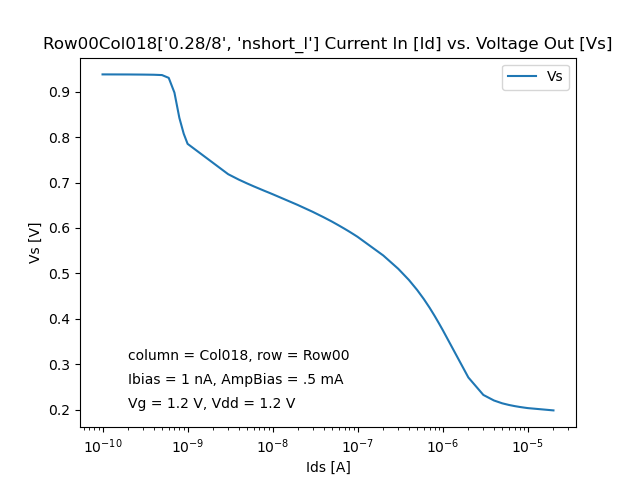 Row00Col018['0.28/8', 'nshort_l'] Current In [Id] vs. Voltage Out [Vs]
Vs
0.9
0.8
0.7
0.6
0.5
0.4
0.3
0.2
Vs [V]
column = Col018, row = Row00
Ibias = 1 nA, AmpBias = .5 mA
Vg = 1.2 V, Vdd = 1.2 V
10⁻¹⁰ 10⁻⁹ 10⁻⁸ 10⁻⁷ 10⁻⁶ 10⁻⁵
Ids [A]